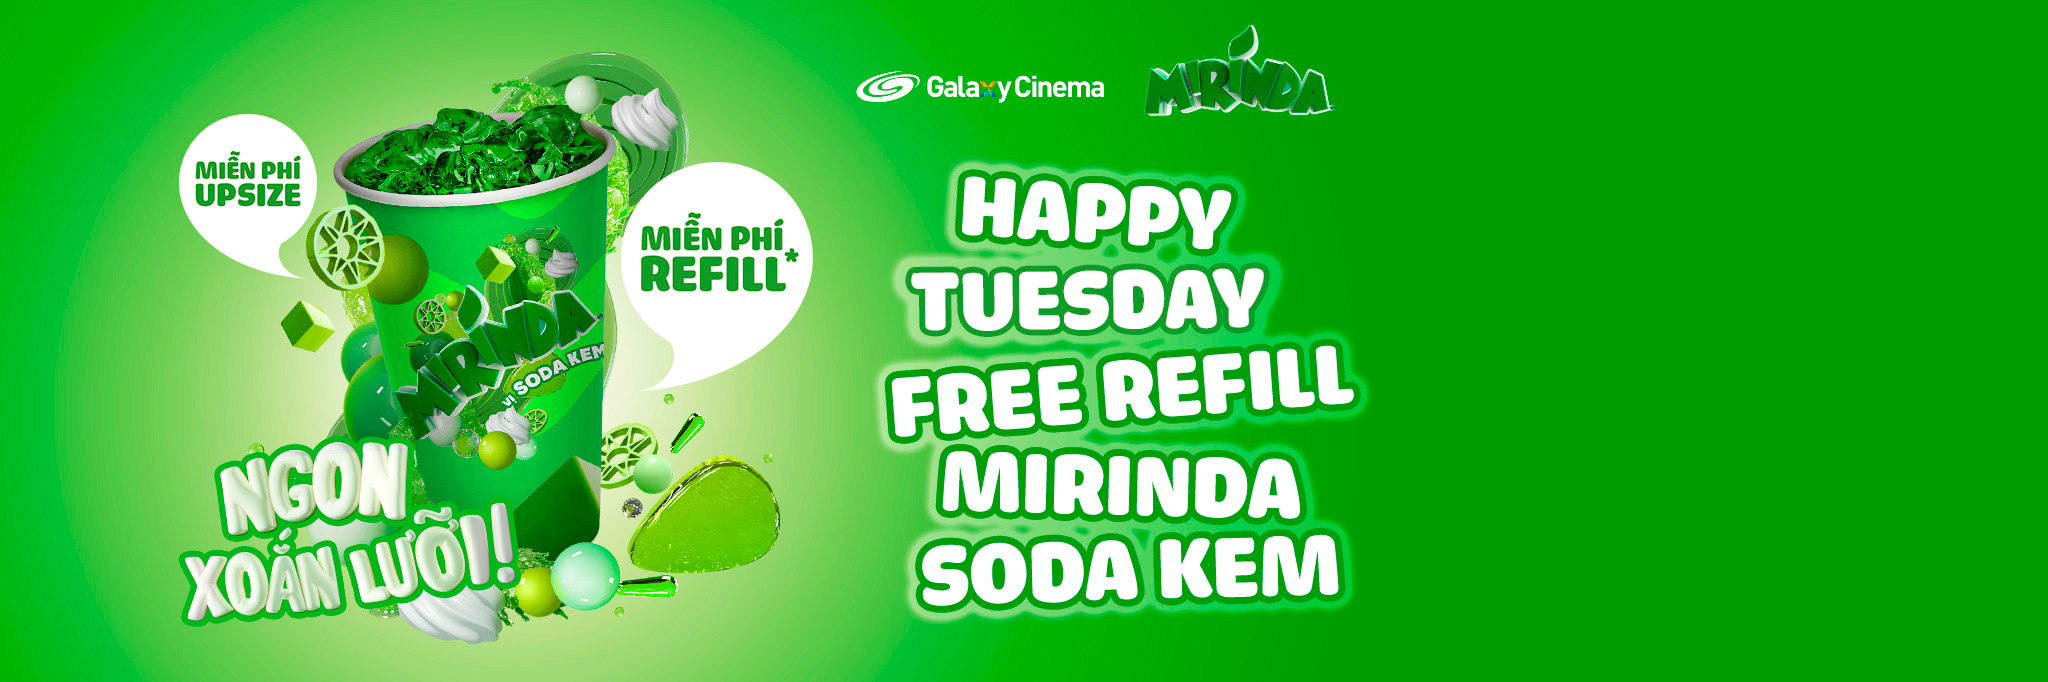 Galaxy Cinema
MIRINDA
MIỄN PHÍ
UPSIZE
MIỄN PHÍ*
REFILL
MIRINDA
VỊ SODA KEM
NGON
XOẮN LƯỠI!
HAPPY
TUESDAY
FREE REFILL
MIRINDA
SODA KEM